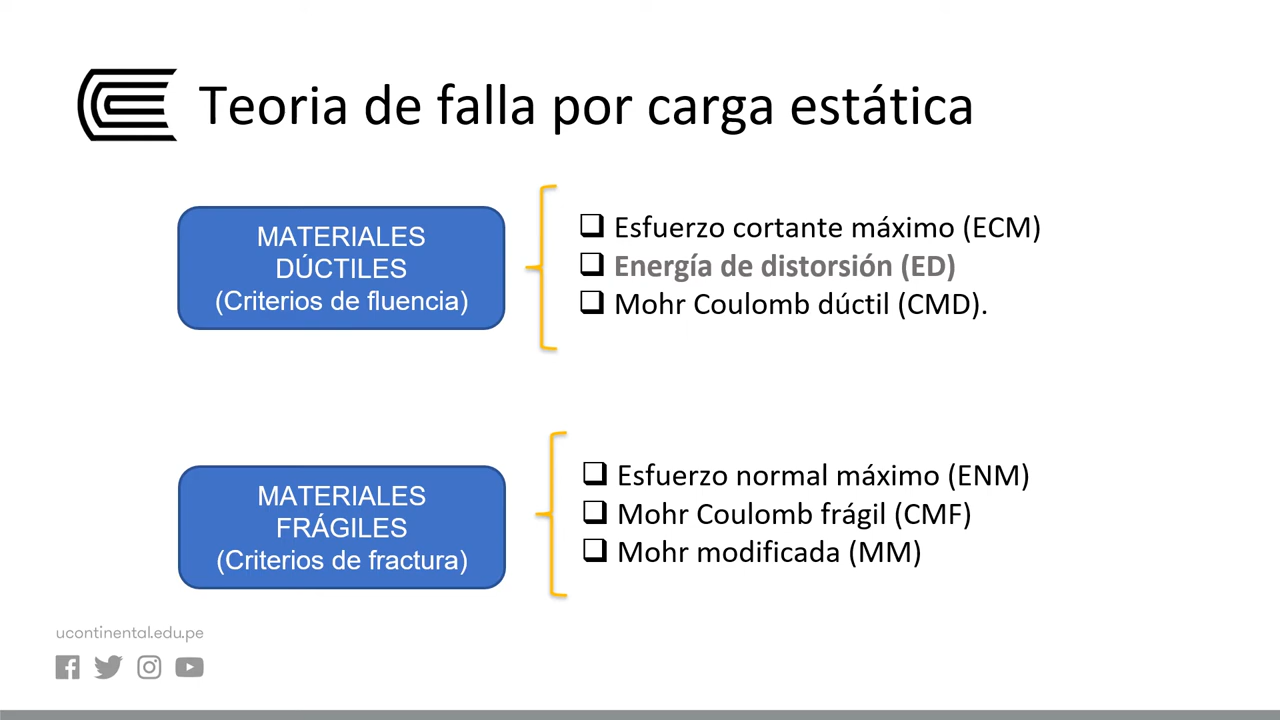 Teoria de falla por carga estática
MATERIALES
DÚCTILES
(Criterios de fluencia)
Esfuerzo cortante máximo (ECM)
Energía de distorsión (ED)
Mohr Coulomb dúctil (CMD).
MATERIALES
FRÁGILES
(Criterios de fractura)
Esfuerzo normal máximo (ENM)
Mohr Coulomb frágil (CMF)
Mohr modificada (MM)
ucontinental.edu.pe